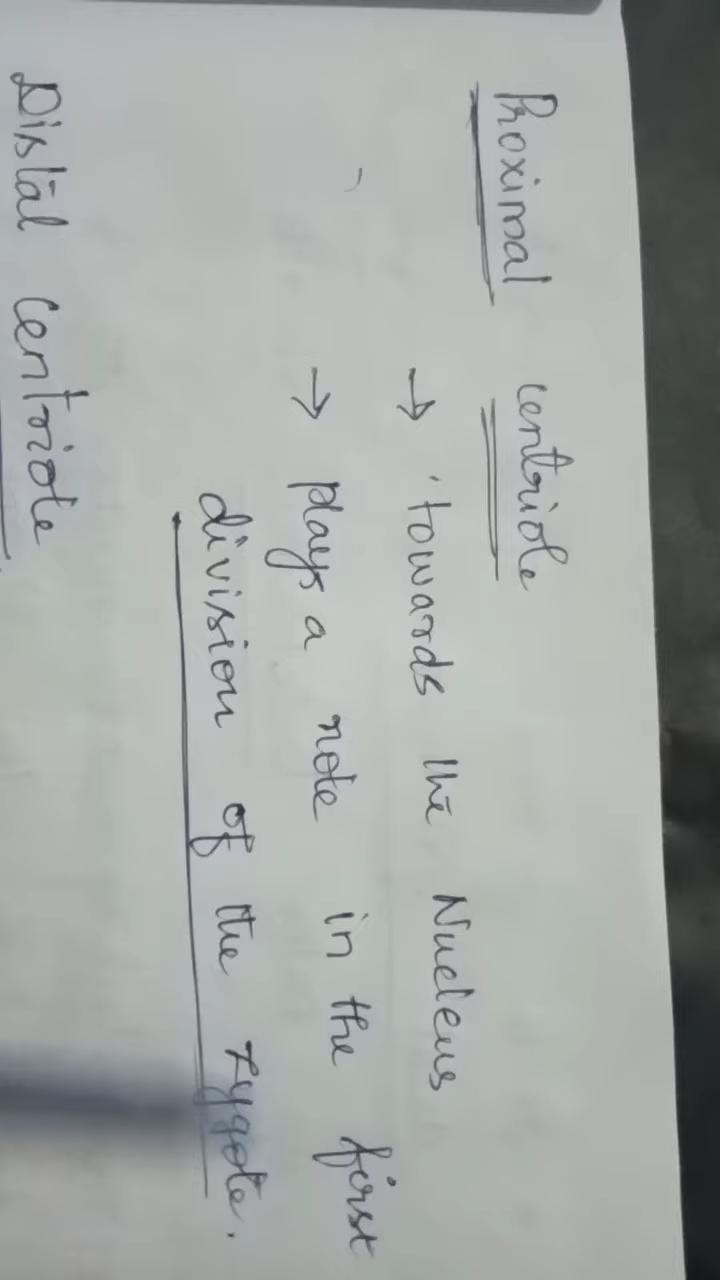 Proximal centriole
→ towards the Nucleus
→ plays a role in the first
division of the zygote.
Distal centriole